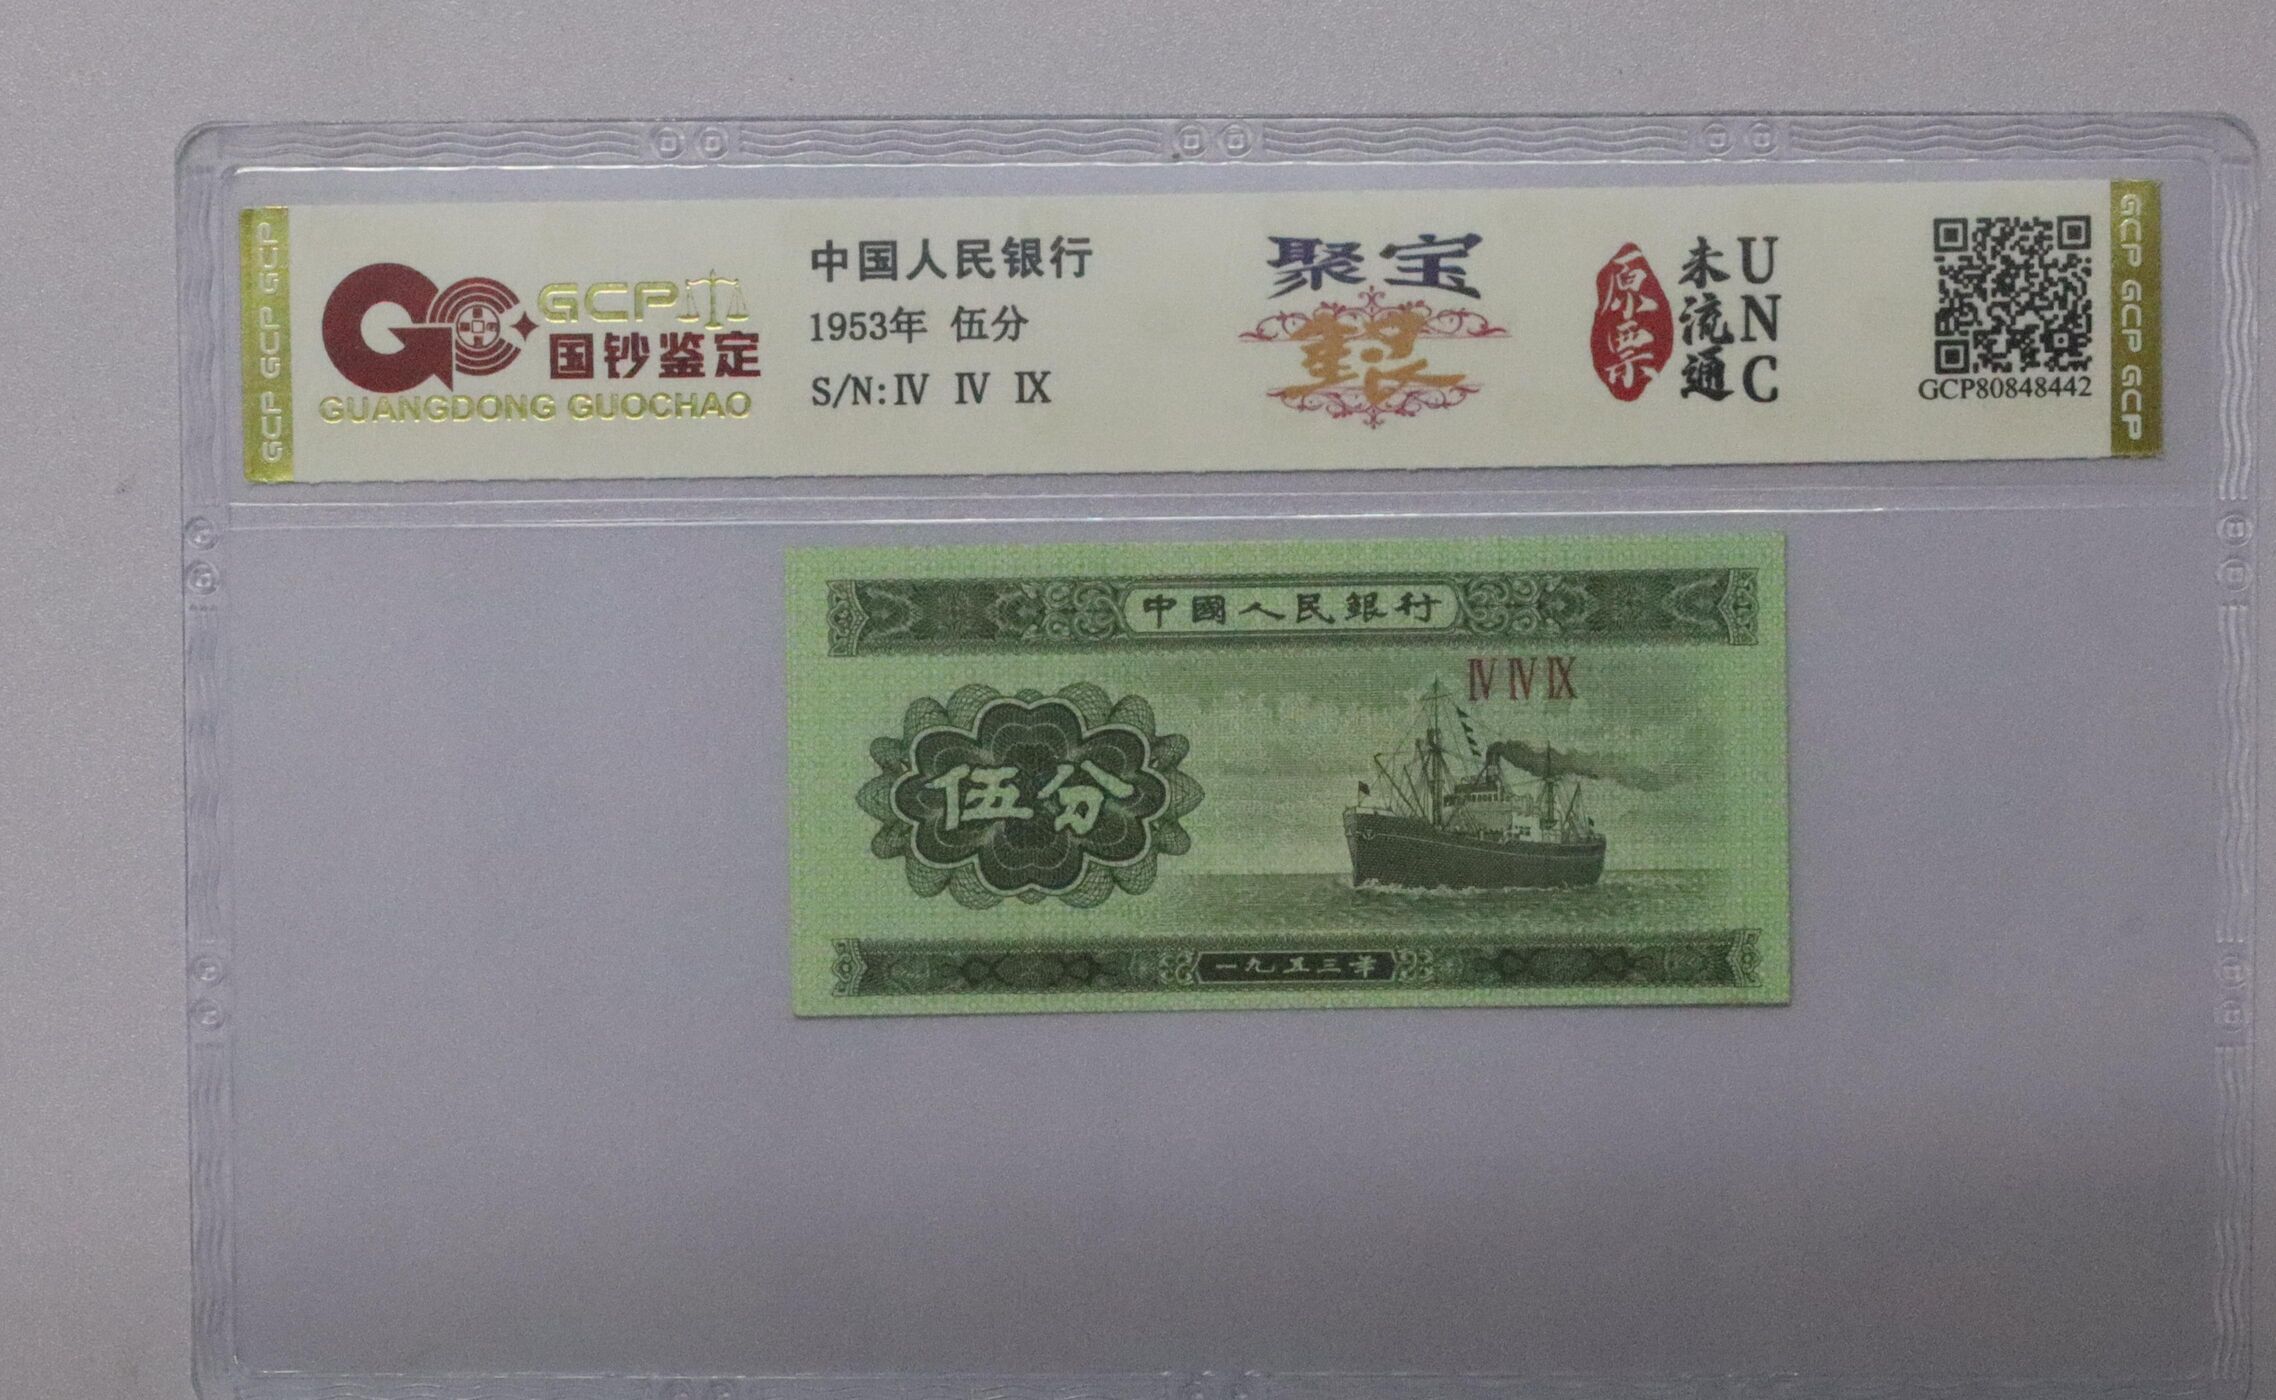 GCP
国钞鉴定
GUANGDONG GUOCHAO
中国人民银行
1953年 伍分
S/N:Ⅳ Ⅳ Ⅸ
聚宝
原票
未流通
UNC
GCP80848442
GCP GCP GCP
GCP GCP GCP
中國人民銀行
Ⅳ Ⅳ Ⅸ
伍分
一九五三年